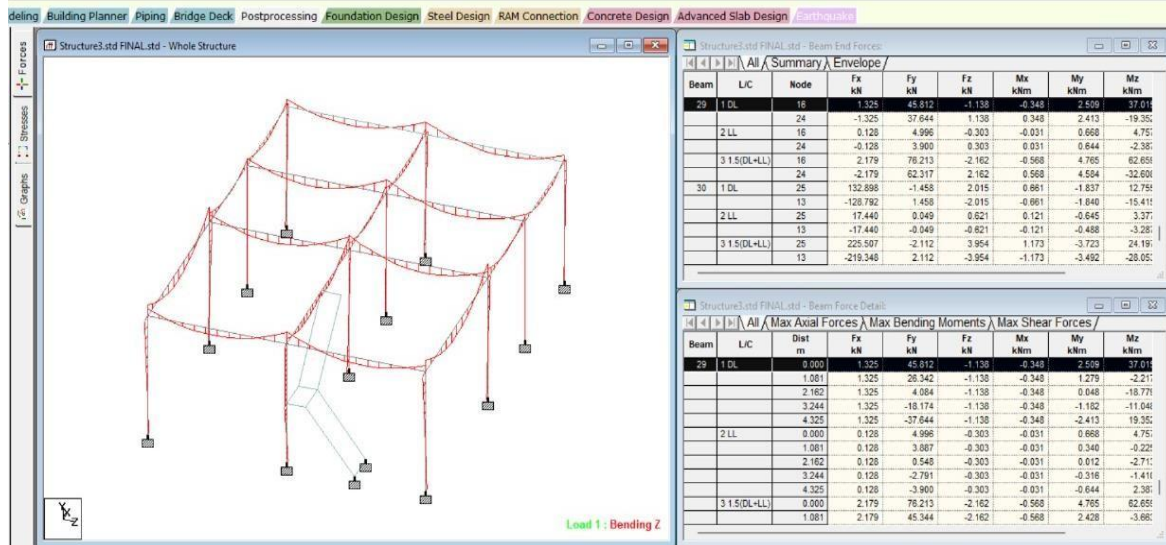 deling Building Planner Piping Bridge Deck Postprocessing Foundation Design Steel Design RAM Connection Concrete Design Advanced Slab Design Earthquake
Forces
Stresses
Graphs
Structure3.std FINAL.std - Whole Structure
Y X Z
Load 1 : Bending Z
Structure3.std FINAL.std - Beam End Forces:
All Summary Envelope
Beam L/C Node Fx kN Fy kN Fz kN Mx kNm My kNm Mz kNm
29 1 DL 16 1.325 45.812 -1.138 -0.348 2.509 37.015
24 -1.325 37.644 1.138 0.348 2.413 -19.352
2 LL 16 0.128 4.996 -0.303 -0.031 0.668 4.757
24 -0.128 3.900 0.303 0.031 0.644 -2.387
3 1.5(DL+LL) 16 2.179 76.213 -2.162 -0.568 4.765 62.659
24 -2.179 62.317 2.162 0.568 4.584 -32.608
30 1 DL 25 132.898 -1.458 2.015 0.661 -1.837 12.755
13 -128.792 1.458 -2.015 -0.661 -1.840 -15.415
2 LL 25 17.440 0.049 0.621 0.121 -0.645 3.377
13 -17.440 -0.049 -0.621 -0.121 -0.488 -3.287
3 1.5(DL+LL) 25 225.507 -2.112 3.954 1.173 -3.723 24.197
13 -219.348 2.112 -3.954 -1.173 -3.492 -28.053
Structure3.std FINAL.std - Beam Force Detail:
All Max Axial Forces Max Bending Moments Max Shear Forces
Beam L/C Dist m Fx kN Fy kN Fz kN Mx kNm My kNm Mz kNm
29 1 DL 0.000 1.325 45.812 -1.138 -0.348 2.509 37.015
1.081 1.325 26.342 -1.138 -0.348 1.279 -2.217
2.162 1.325 4.084 -1.138 -0.348 0.048 -18.779
3.244 1.325 -18.174 -1.138 -0.348 -1.182 -11.048
4.325 1.325 -37.644 -1.138 -0.348 -2.413 19.352
2 LL 0.000 0.128 4.996 -0.303 -0.031 0.668 4.757
1.081 0.128 3.887 -0.303 -0.031 0.340 -0.225
2.162 0.128 0.548 -0.303 -0.031 0.012 -2.713
3.244 0.128 -2.791 -0.303 -0.031 -0.316 -1.410
4.325 0.128 -3.900 -0.303 -0.031 -0.644 2.387
3 1.5(DL+LL) 0.000 2.179 76.213 -2.162 -0.568 4.765 62.659
1.081 2.179 45.344 -2.162 -0.568 2.428 -3.663